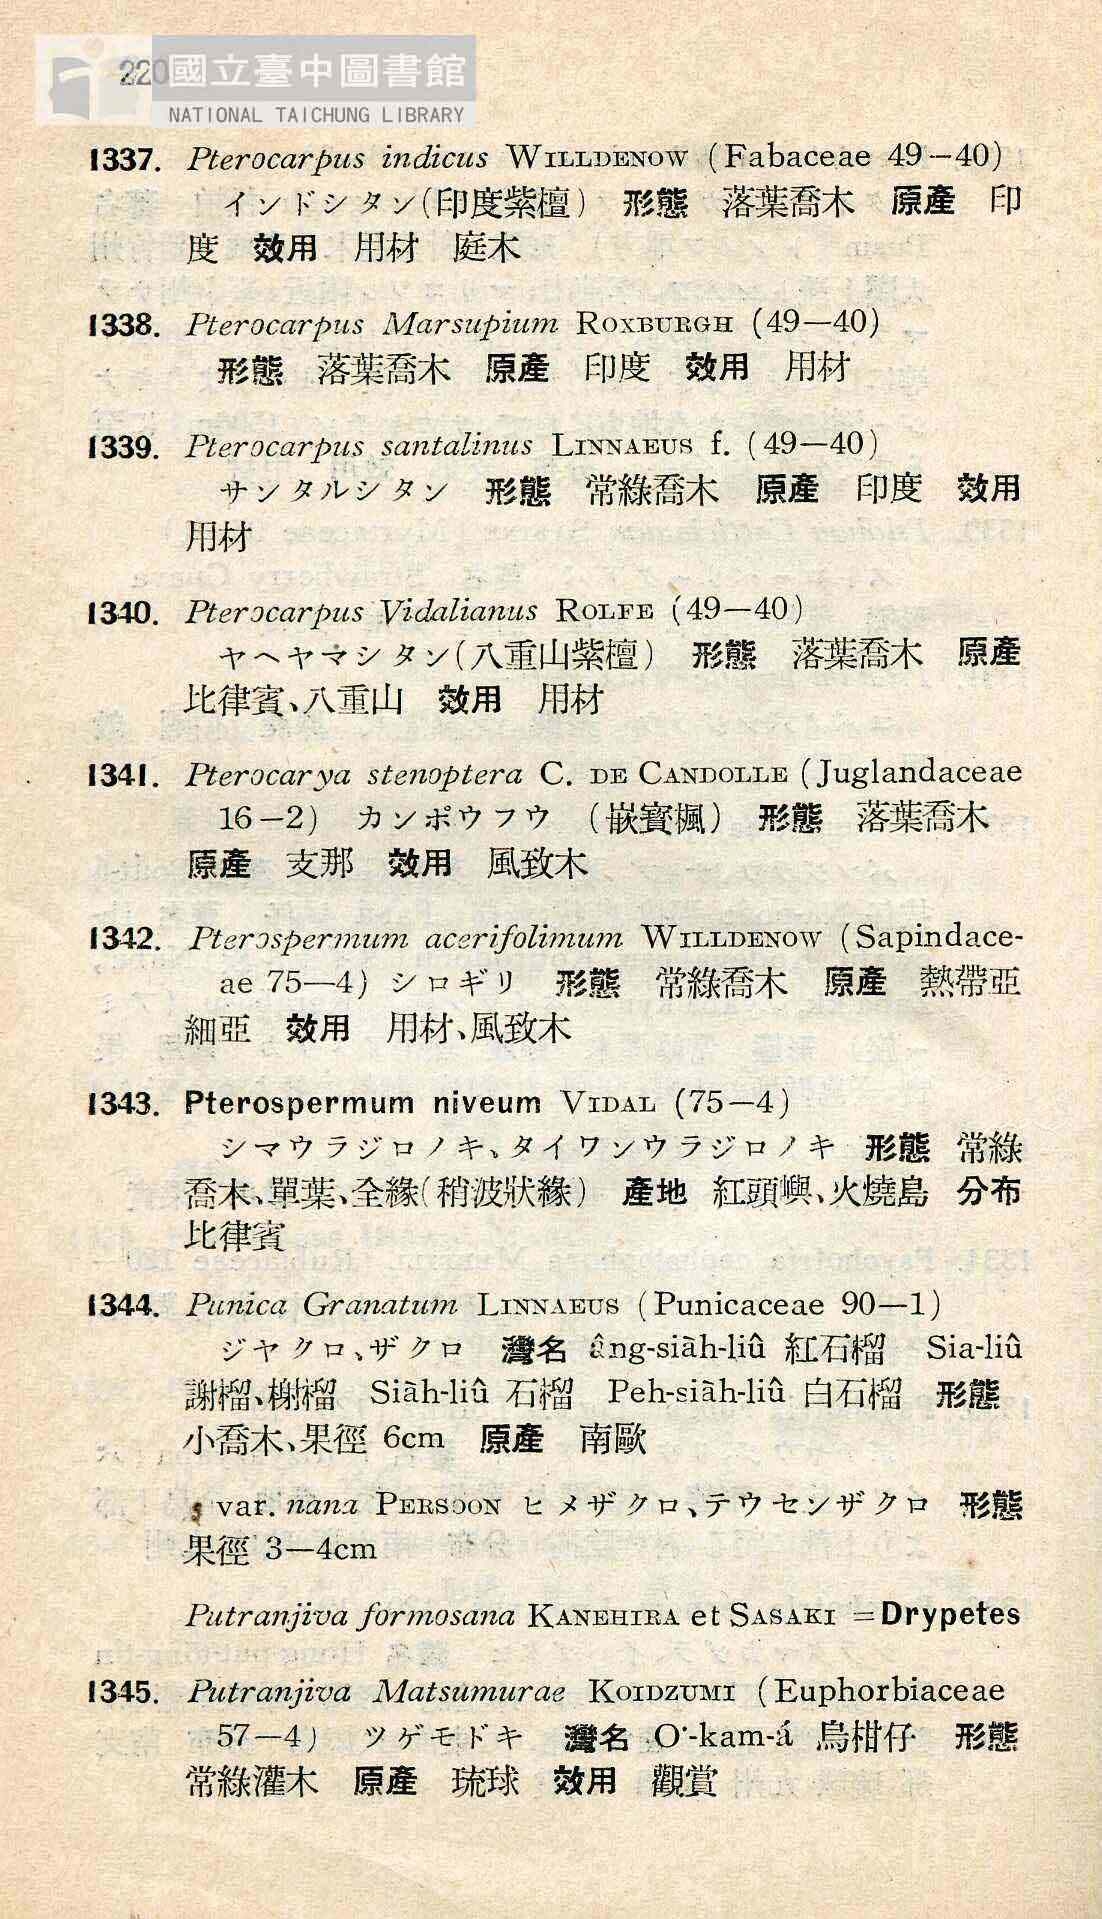 220
國立臺中圖書館
NATIONAL TAICHUNG LIBRARY
1337. Pterocarpus indicus WILLDENOW (Fabaceae 49—40)
インドシタン(印度紫檀) 形態 落葉喬木 原產 印
度 效用 用材 庭木
1338. Pterocarpus Marsupium ROXBURGH (49—40)
形態 落葉喬木 原產 印度 效用 用材
1339. Pterocarpus santalinus LINNAEUS f. (49—40)
サンタルシタン 形態 常綠喬木 原產 印度 效用
用材
1340. Pterocarpus Vidalianus ROLFE (49—40)
ヤヘヤマシタン(八重山紫檀) 形態 落葉喬木 原產
比律賓、八重山 效用 用材
1341. Pterocarya stenoptera C. DE CANDOLLE (Juglandaceae
16—2) カンポウフウ (嵌寳楓) 形態 落葉喬木
原產 支那 效用 風致木
1342. Pterospermum acerifolimum WILLDENOW (Sapindace-
ae 75—4) シロギリ 形態 常綠喬木 原產 熱帶亞
細亞 效用 用材、風致木
1343. Pterospermum niveum VIDAL (75—4)
シマウラジロノキ、タイワンウラジロノキ 形態 常綠
喬木、單葉、全緣(稍波狀緣) 產地 紅頭嶼、火燒島 分布
比律賓
1344. Punica Granatum LINNAEUS (Punicaceae 90—1)
ジヤクロ、ザクロ 灣名 âng-siāh-liû 紅石榴 Sia-liû
謝榴、榭榴 Siāh-liû 石榴 Peh-siāh-liû 白石榴 形態
小喬木、果徑 6cm 原產 南歐
var. nana PERSOON ヒメザクロ、テウセンザクロ 形態
果徑 3—4cm
Putranjiva formosana KANEHIRA et SASAKI =Drypetes
1345. Putranjiva Matsumurae KOIDZUMI (Euphorbiaceae
57—4) ツゲモドキ 灣名 O͘-kam-á 烏柑仔 形態
常綠灌木 原產 琉球 效用 觀賞